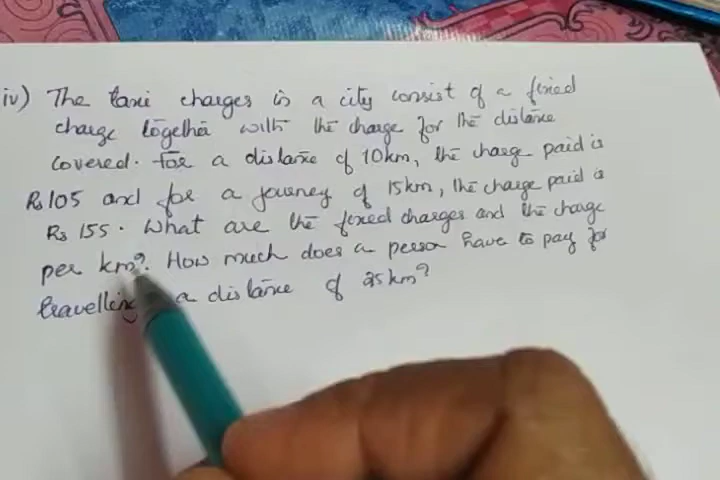 iv) The taxi charges in a city consist of a fixed
charge together with the charge for the distance
covered. For a distance of 10km, the charge paid is
Rs 105 and for a journey of 15km, the charge paid is
Rs 155. What are the fixed charges and the charge
per km? How much does a person have to pay for
travelling a distance of 25km?